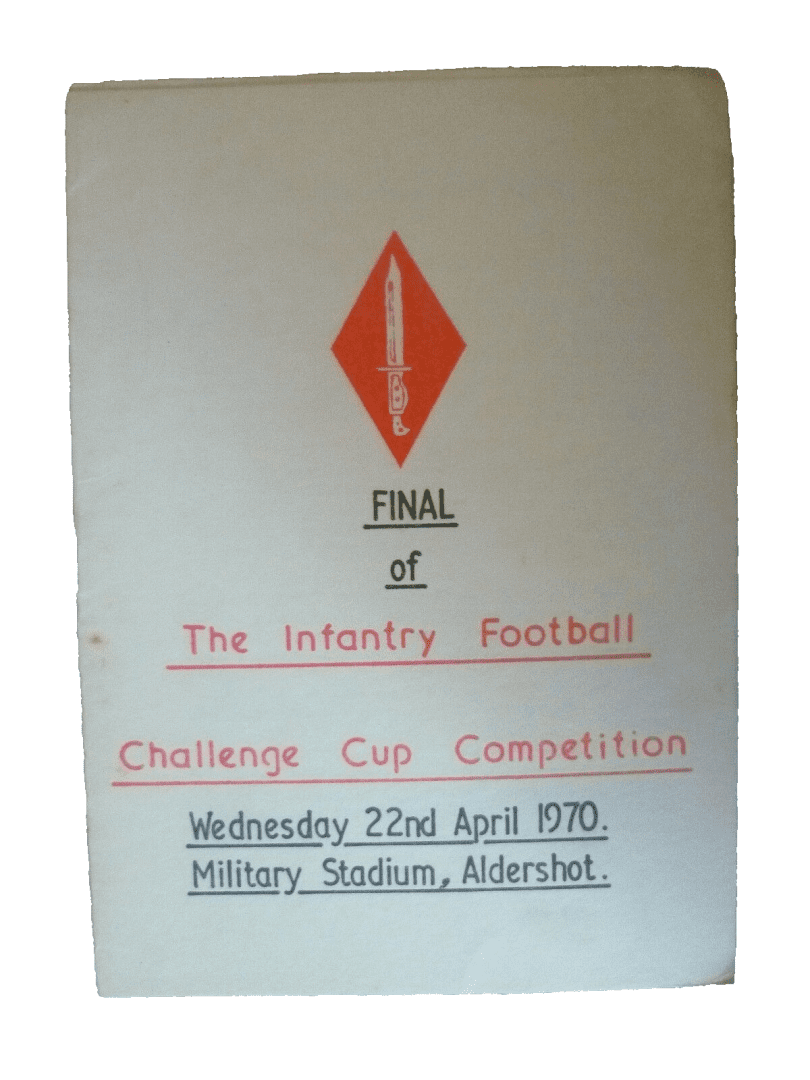 FINAL
of
The Infantry Football
Challenge Cup Competition
Wednesday 22nd April 1970.
Military Stadium, Aldershot.